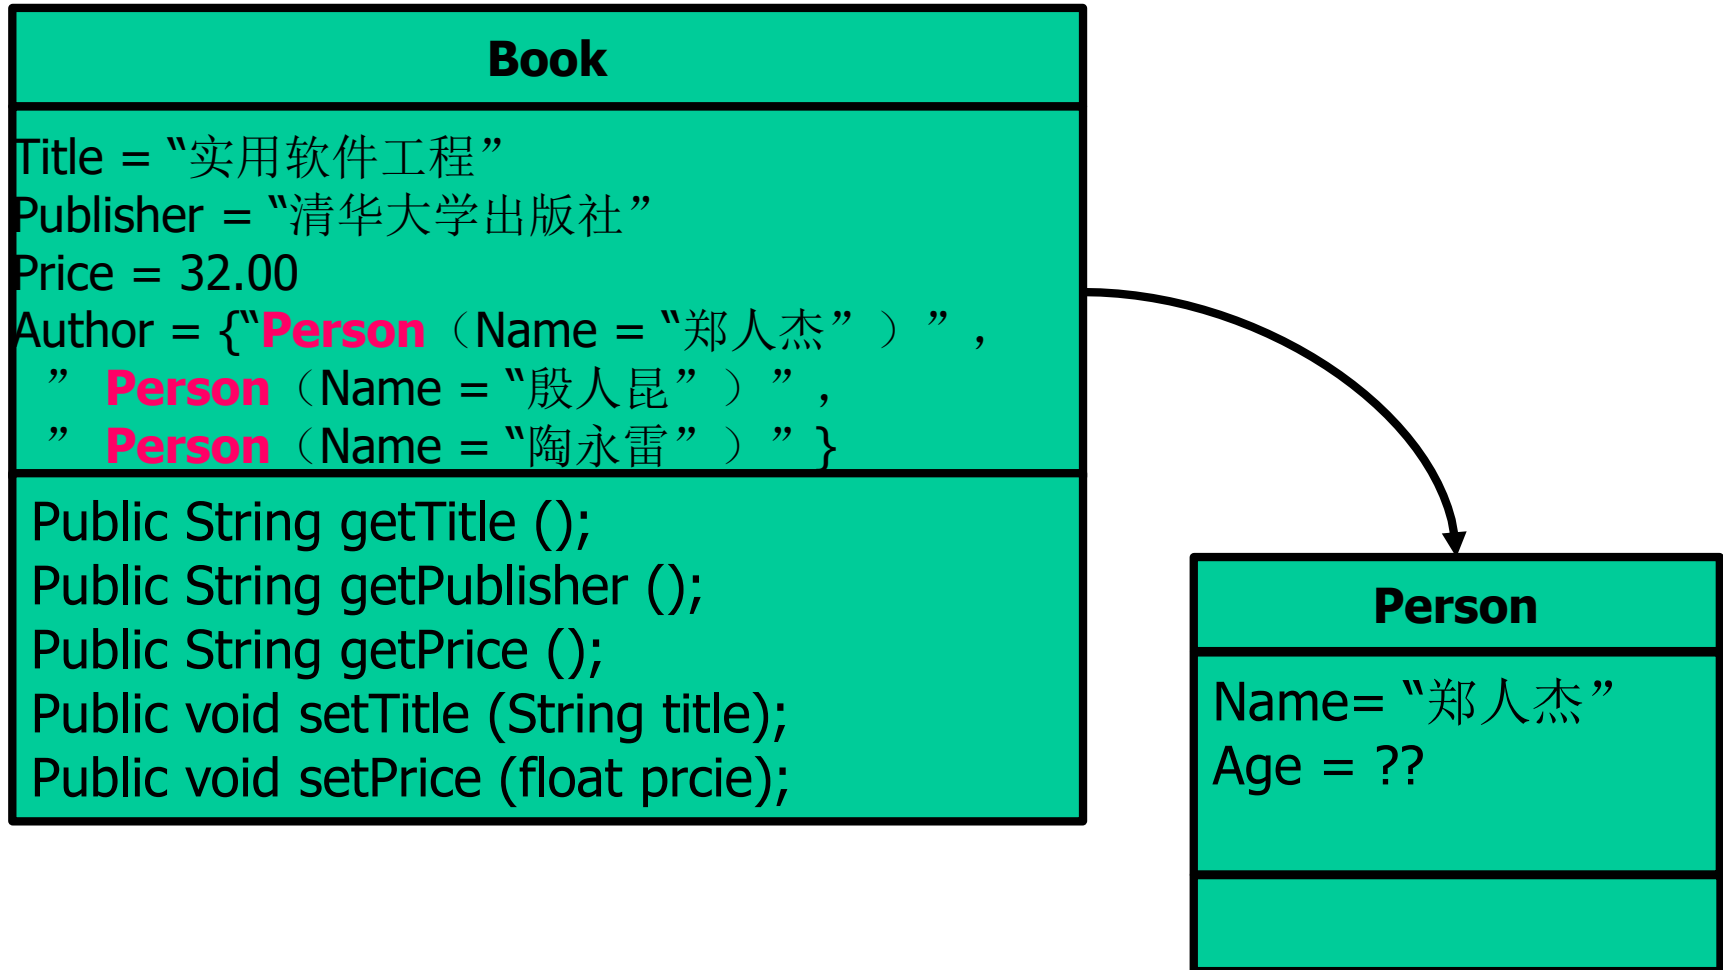 Book
Title = “实用软件工程”
Publisher = “清华大学出版社”
Price = 32.00
Author = {“Person（Name = “郑人杰”）”，
” Person（Name = “殷人昆”）”，
” Person（Name = “陶永雷”）”}
Public String getTitle ();
Public String getPublisher ();
Public String getPrice ();
Public void setTitle (String title);
Public void setPrice (float prcie);
Person
Name= “郑人杰”
Age = ??